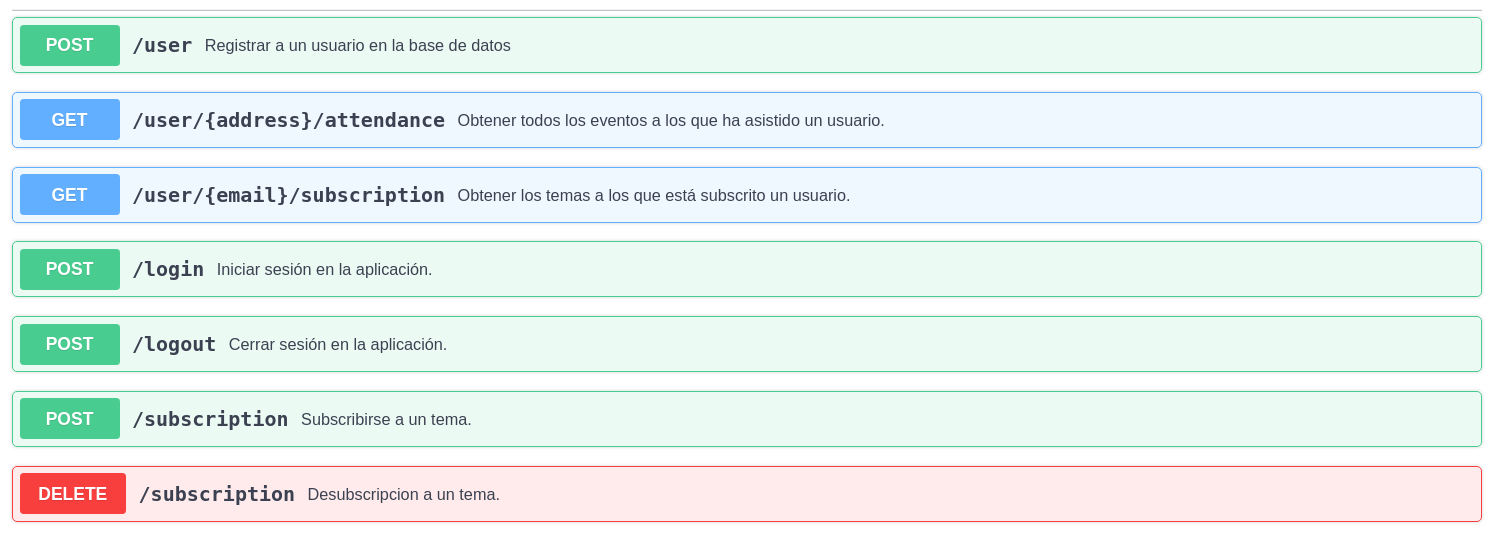 POST /user Registrar a un usuario en la base de datos
GET /user/{address}/attendance Obtener todos los eventos a los que ha asistido un usuario.
GET /user/{email}/subscription Obtener los temas a los que está subscrito un usuario.
POST /login Iniciar sesión en la aplicación.
POST /logout Cerrar sesión en la aplicación.
POST /subscription Subscribirse a un tema.
DELETE /subscription Desubscripcion a un tema.